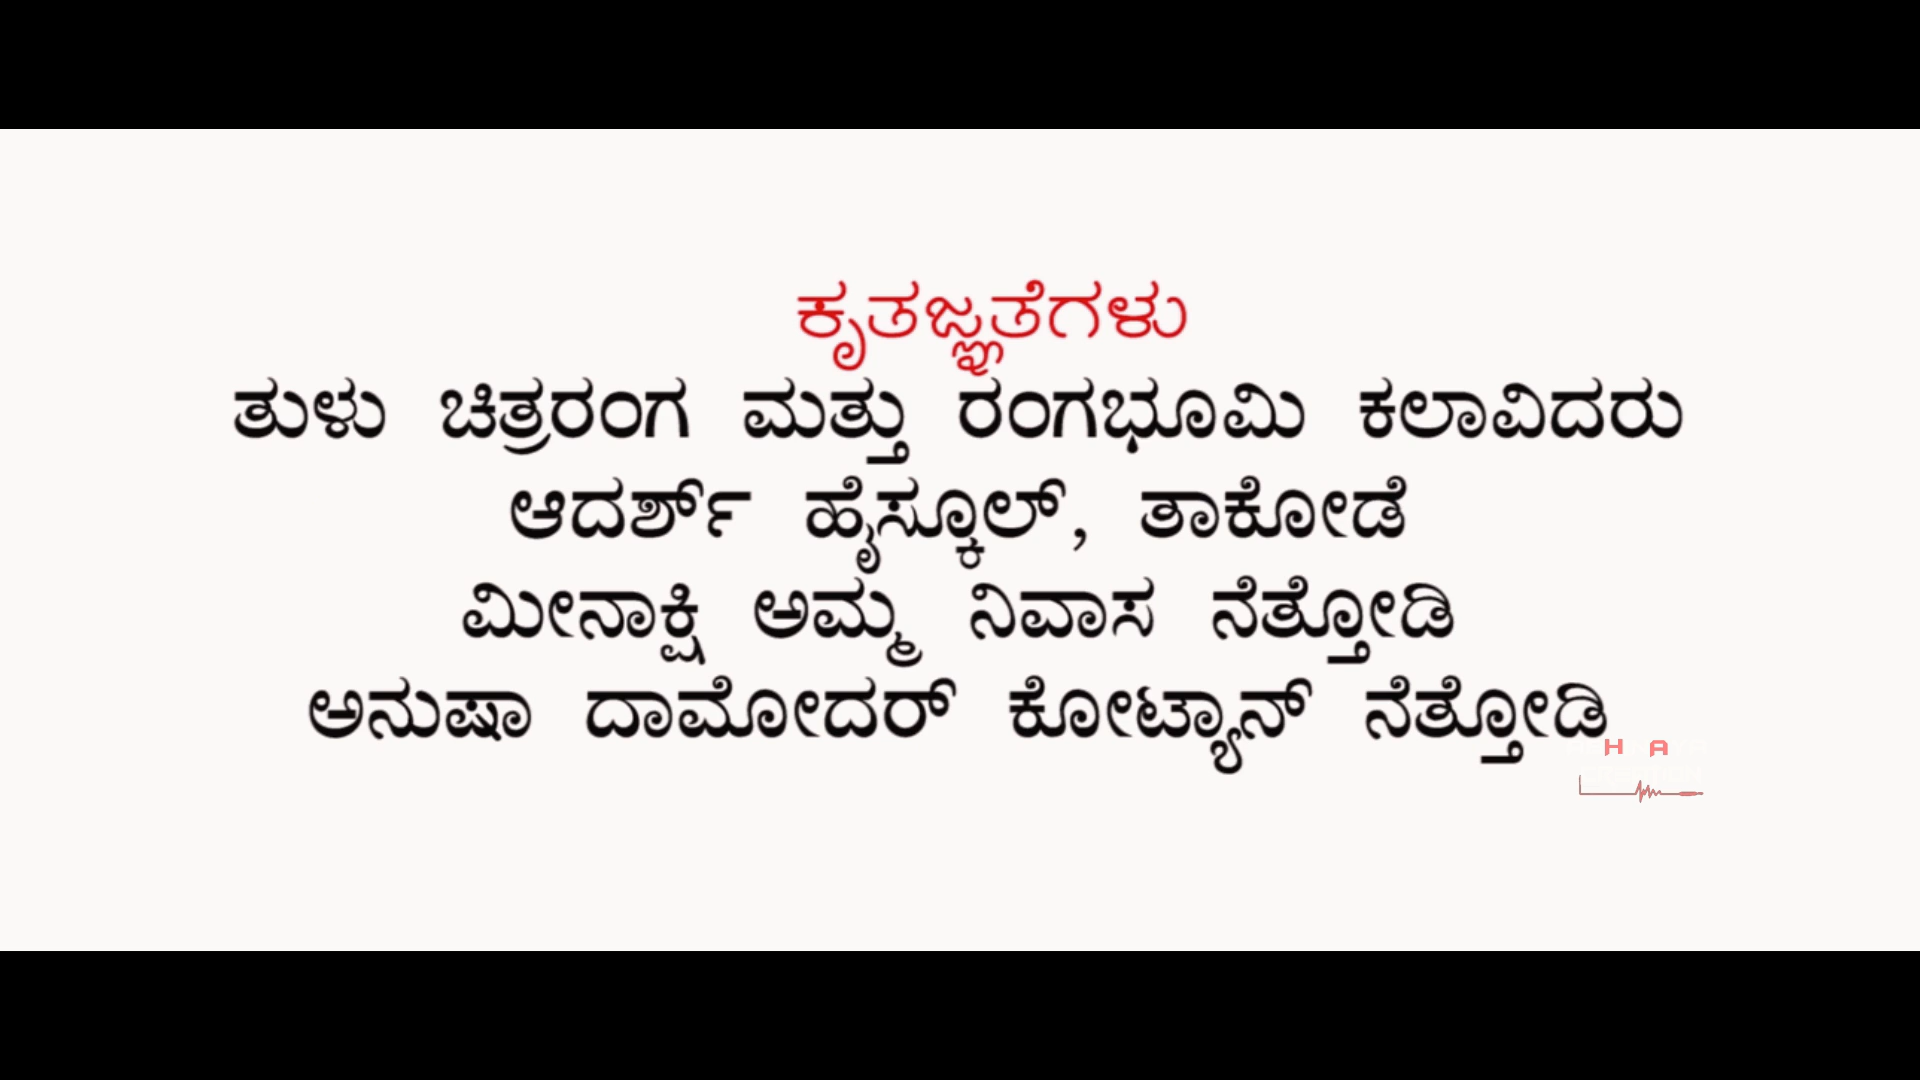 ಕೃತಜ್ಞತೆಗಳು
ತುಳು ಚಿತ್ರರಂಗ ಮತ್ತು ರಂಗಭೂಮಿ ಕಲಾವಿದರು
ಆದರ್ಶ್ ಹೈಸ್ಕೂಲ್, ತಾಕೋಡೆ
ಮೀನಾಕ್ಷಿ ಅಮ್ಮ ನಿವಾಸ ನೆತ್ತೋಡಿ
ಅನುಷಾ ದಾಮೋದರ್ ಕೋಟ್ಯಾನ್ ನೆತ್ತೋಡಿ